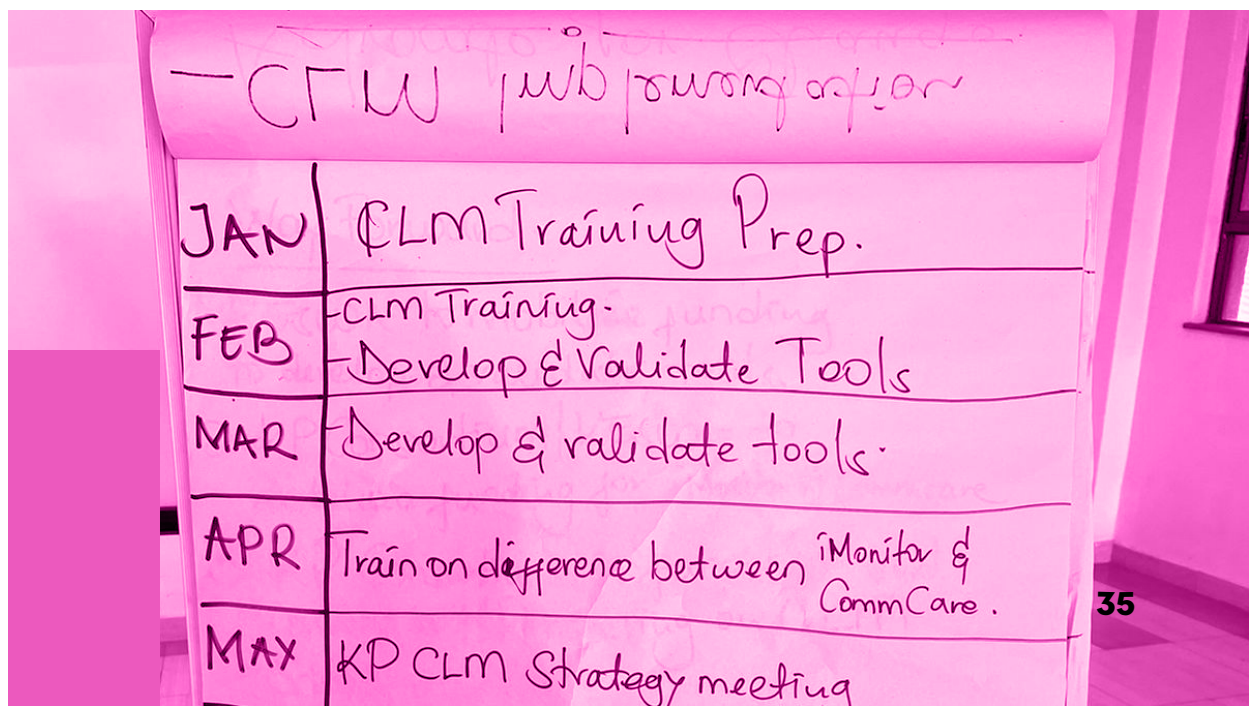 - CLM implementation
JAN CLM Training Prep.
FEB -CLM Training.
-Develop & Validate Tools
MAR -Develop & validate tools.
APR Train on difference between iMonitor &
CommCare.
MAY KP CLM Strategy meeting
35